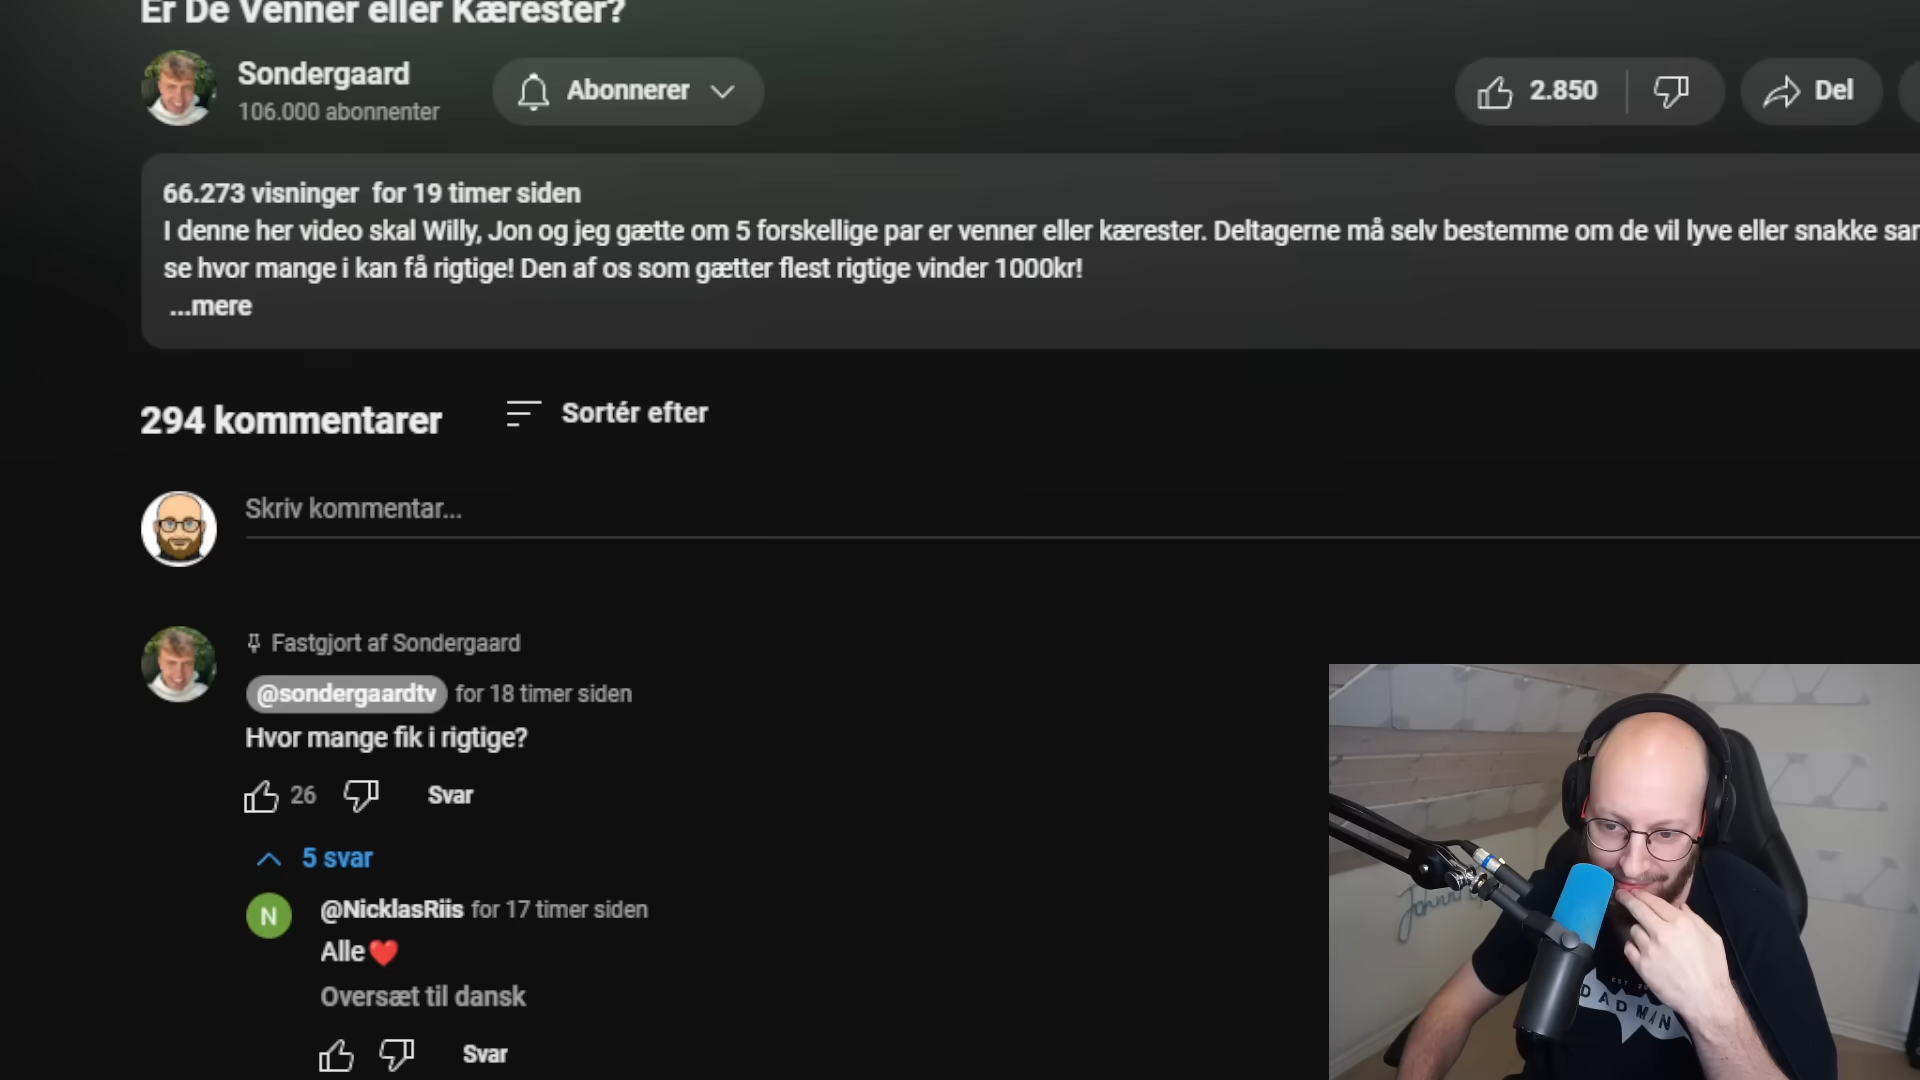 Er De Venner eller Kærester?
Sondergaard
106.000 abonnenter
Abonnerer
2.850
Del
66.273 visninger for 19 timer siden
I denne her video skal Willy, Jon og jeg gætte om 5 forskellige par er venner eller kærester. Deltagerne må selv bestemme om de vil lyve eller snakke
se hvor mange i kan få rigtige! Den af os som gætter flest rigtige vinder 1000kr!
...mere
294 kommentarer
Sortér efter
Skriv kommentar...
Fastgjort af Sondergaard
@sondergaardtv for 18 timer siden
Hvor mange fik i rigtige?
26
Svar
5 svar
N
@NicklasRiis for 17 timer siden
Alle❤️
Oversæt til dansk
Svar
DADMAN